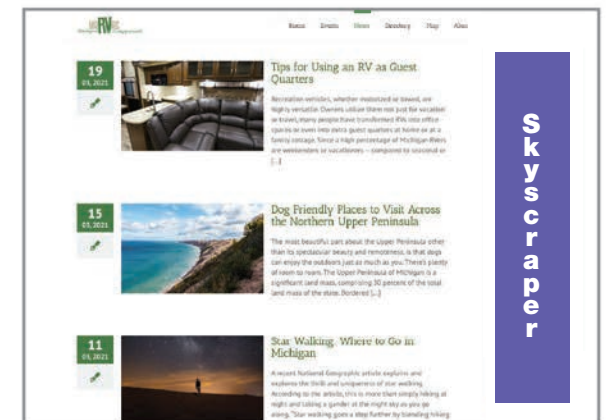 RV
Home Events News Directory Map About
19
03, 2021
Tips for Using an RV as Guest
Quarters
Recreation vehicles, whether motorized or towed, are
highly versatile. Owners utilize them not just for vacation
or travel, many people have transformed RVs into office
spaces or even into extra guest quarters at home or at a
family cottage. Since a high percentage of Michigan RVers
are weekenders or vacationers – compared to seasonal or
[...]
15
03, 2021
Dog Friendly Places to Visit Across
the Northern Upper Peninsula
The most beautiful part about the Upper Peninsula other
than its spectacular beauty and remoteness, is that dogs
can enjoy the outdoors just as much as you. There's plenty
of room to roam. The Upper Peninsula of Michigan is a
significant land mass, comprising 30 percent of the total
land mass of the state. Bordered [...]
11
03, 2021
Star Walking, Where to Go in
Michigan
A recent National Geographic article explains and
explores the thrill and uniqueness of star walking.
According to the article, this is more than simply hiking at
night and taking a gander at the night sky as you go
along. "Star walking goes a step further by blending hiking
Skyscraper